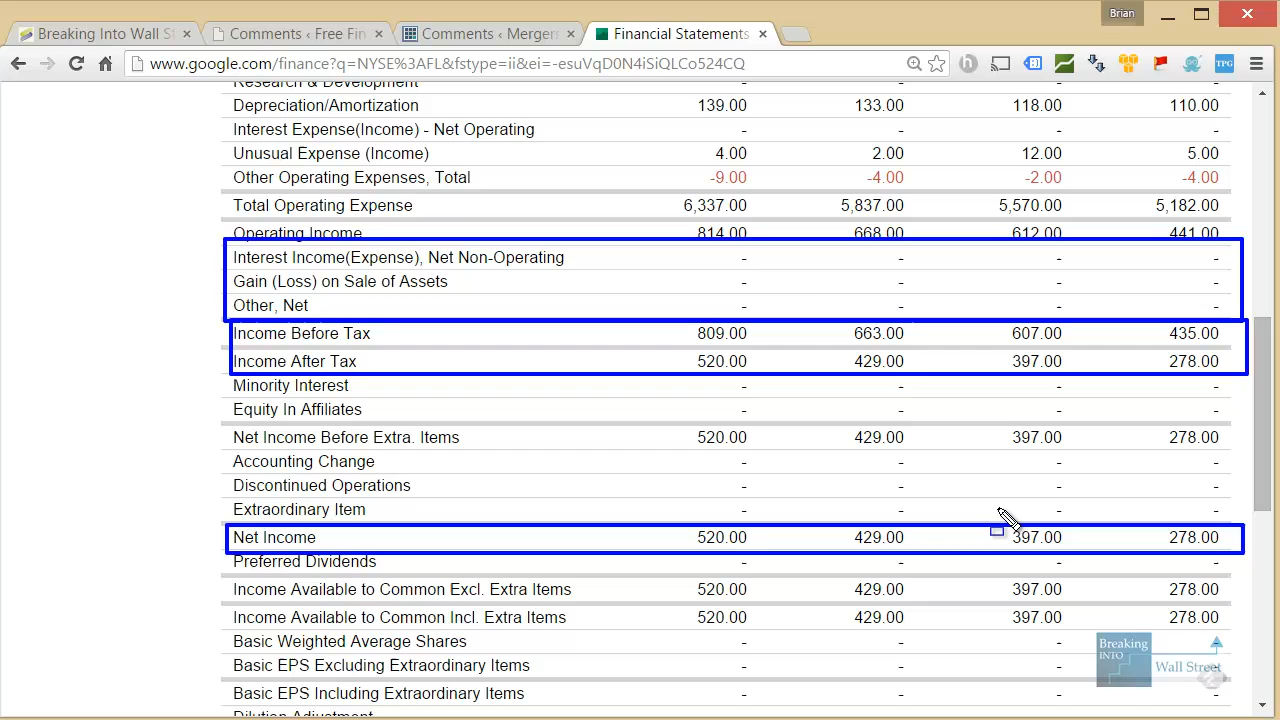 Brian
Breaking Into Wall St
Comments ‹ Free Fin
Comments ‹ Merger
Financial Statements
www.google.com/finance?q=NYSE%3AFL&fstype=ii&ei=-esuVqD0N4iSiQLCo524CQ
TPG
Research & Development - - - -
Depreciation/Amortization 139.00 133.00 118.00 110.00
Interest Expense(Income) - Net Operating - - - -
Unusual Expense (Income) 4.00 2.00 12.00 5.00
Other Operating Expenses, Total -9.00 -4.00 -2.00 -4.00
Total Operating Expense 6,337.00 5,837.00 5,570.00 5,182.00
Operating Income 814.00 668.00 612.00 441.00
Interest Income(Expense), Net Non-Operating - - - -
Gain (Loss) on Sale of Assets - - - -
Other, Net - - - -
Income Before Tax 809.00 663.00 607.00 435.00
Income After Tax 520.00 429.00 397.00 278.00
Minority Interest - - - -
Equity In Affiliates - - - -
Net Income Before Extra. Items 520.00 429.00 397.00 278.00
Accounting Change - - - -
Discontinued Operations - - - -
Extraordinary Item - - - -
Net Income 520.00 429.00 397.00 278.00
Preferred Dividends - - - -
Income Available to Common Excl. Extra Items 520.00 429.00 397.00 278.00
Income Available to Common Incl. Extra Items 520.00 429.00 397.00 278.00
Basic Weighted Average Shares - - - -
Basic EPS Excluding Extraordinary Items - - - -
Basic EPS Including Extraordinary Items - - - -
Dilution Adjustment - - -
Breaking
INTO
Wall Street